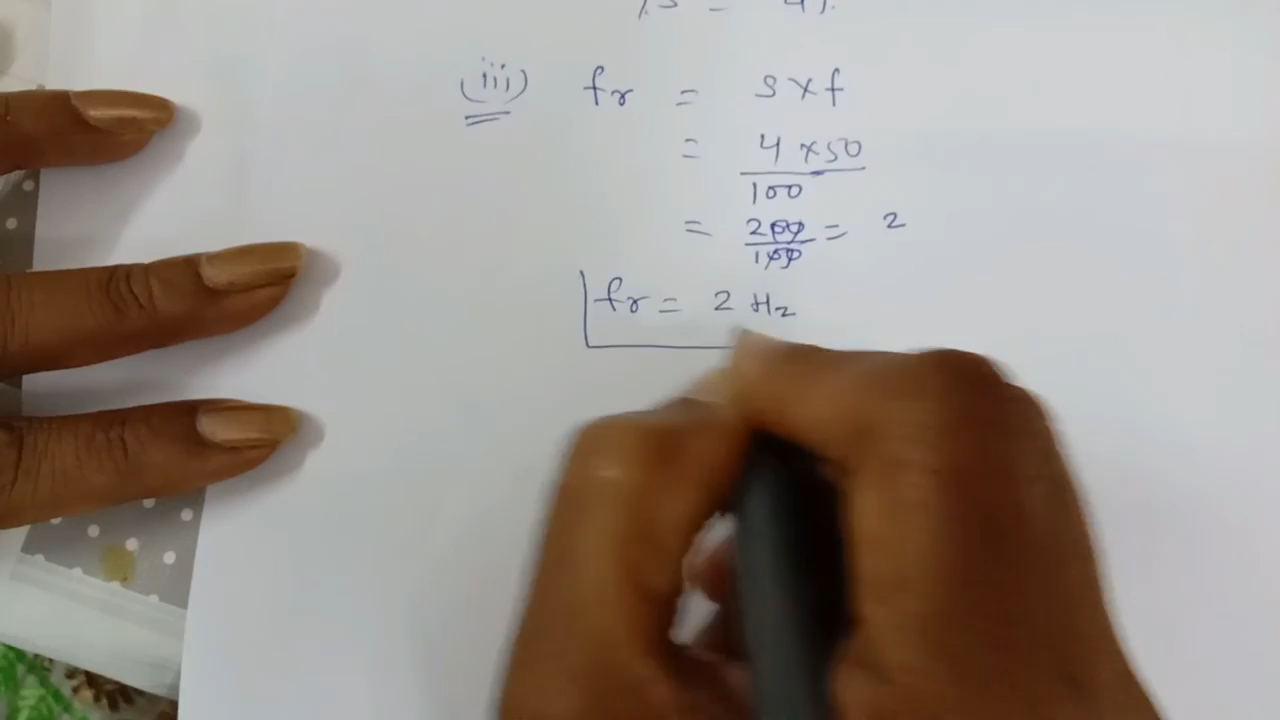 (iii) fr = s x f
= 4 x 50
100
= 200 = 2
100
fr = 2 Hz